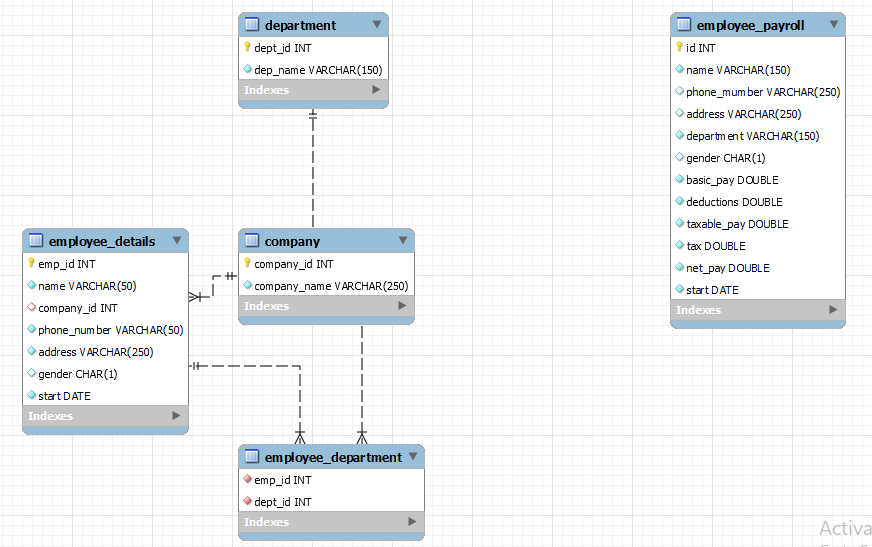 department
dept_id INT
dep_name VARCHAR(150)
Indexes
employee_payroll
id INT
name VARCHAR(150)
phone_mumber VARCHAR(250)
address VARCHAR(250)
department VARCHAR(150)
gender CHAR(1)
basic_pay DOUBLE
deductions DOUBLE
taxable_pay DOUBLE
tax DOUBLE
net_pay DOUBLE
start DATE
Indexes
employee_details
emp_id INT
name VARCHAR(50)
company_id INT
phone_number VARCHAR(50)
address VARCHAR(250)
gender CHAR(1)
start DATE
Indexes
company
company_id INT
company_name VARCHAR(250)
Indexes
employee_department
emp_id INT
dept_id INT
Indexes
Activa